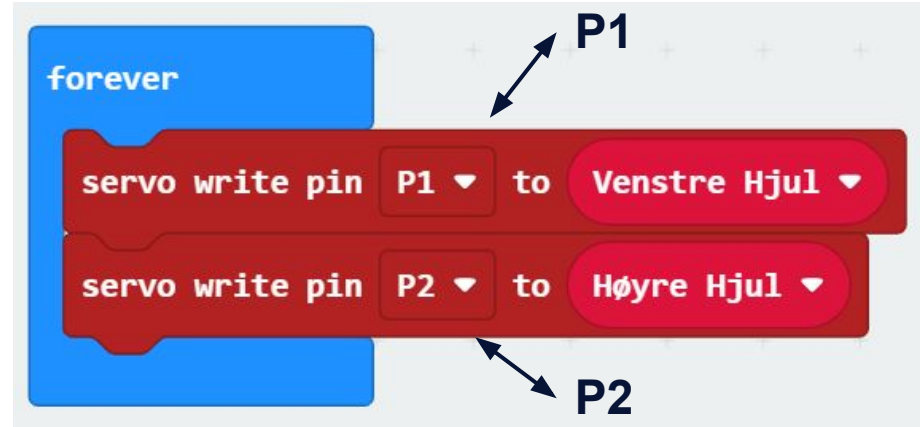 P1
forever
servo write pin P1 to Venstre Hjul
servo write pin P2 to Høyre Hjul
P2